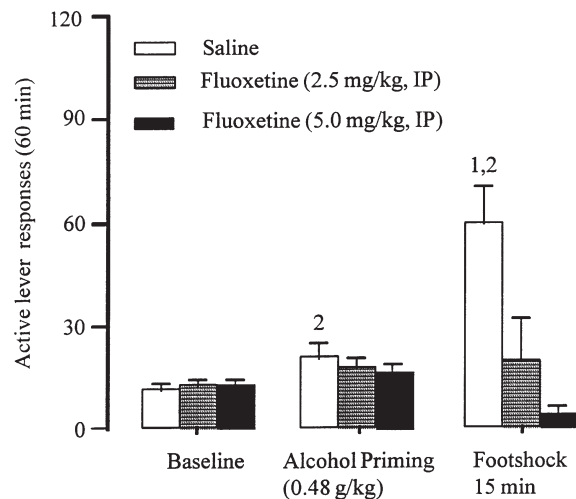 120
90
60
30
0
Active lever responses (60 min)
Saline
Fluoxetine (2.5 mg/kg, IP)
Fluoxetine (5.0 mg/kg, IP)
2
1,2
Baseline
Alcohol Priming
(0.48 g/kg)
Footshock
15 min